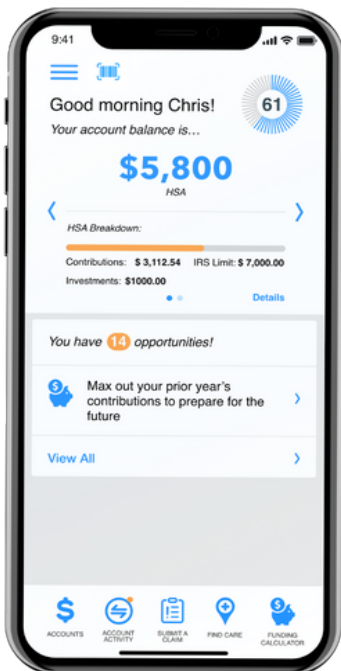 9:41
Good morning Chris!
61
Your account balance is...
$5,800
HSA
HSA Breakdown:
Contributions: $ 3,112.54 IRS Limit: $ 7,000.00
Investments: $1000.00
Details
You have 14 opportunities!
Max out your prior year's
contributions to prepare for the
future
View All
ACCOUNTS
ACCOUNT
ACTIVITY
SUBMIT A
CLAIM
FIND CARE
FUNDING
CALCULATOR